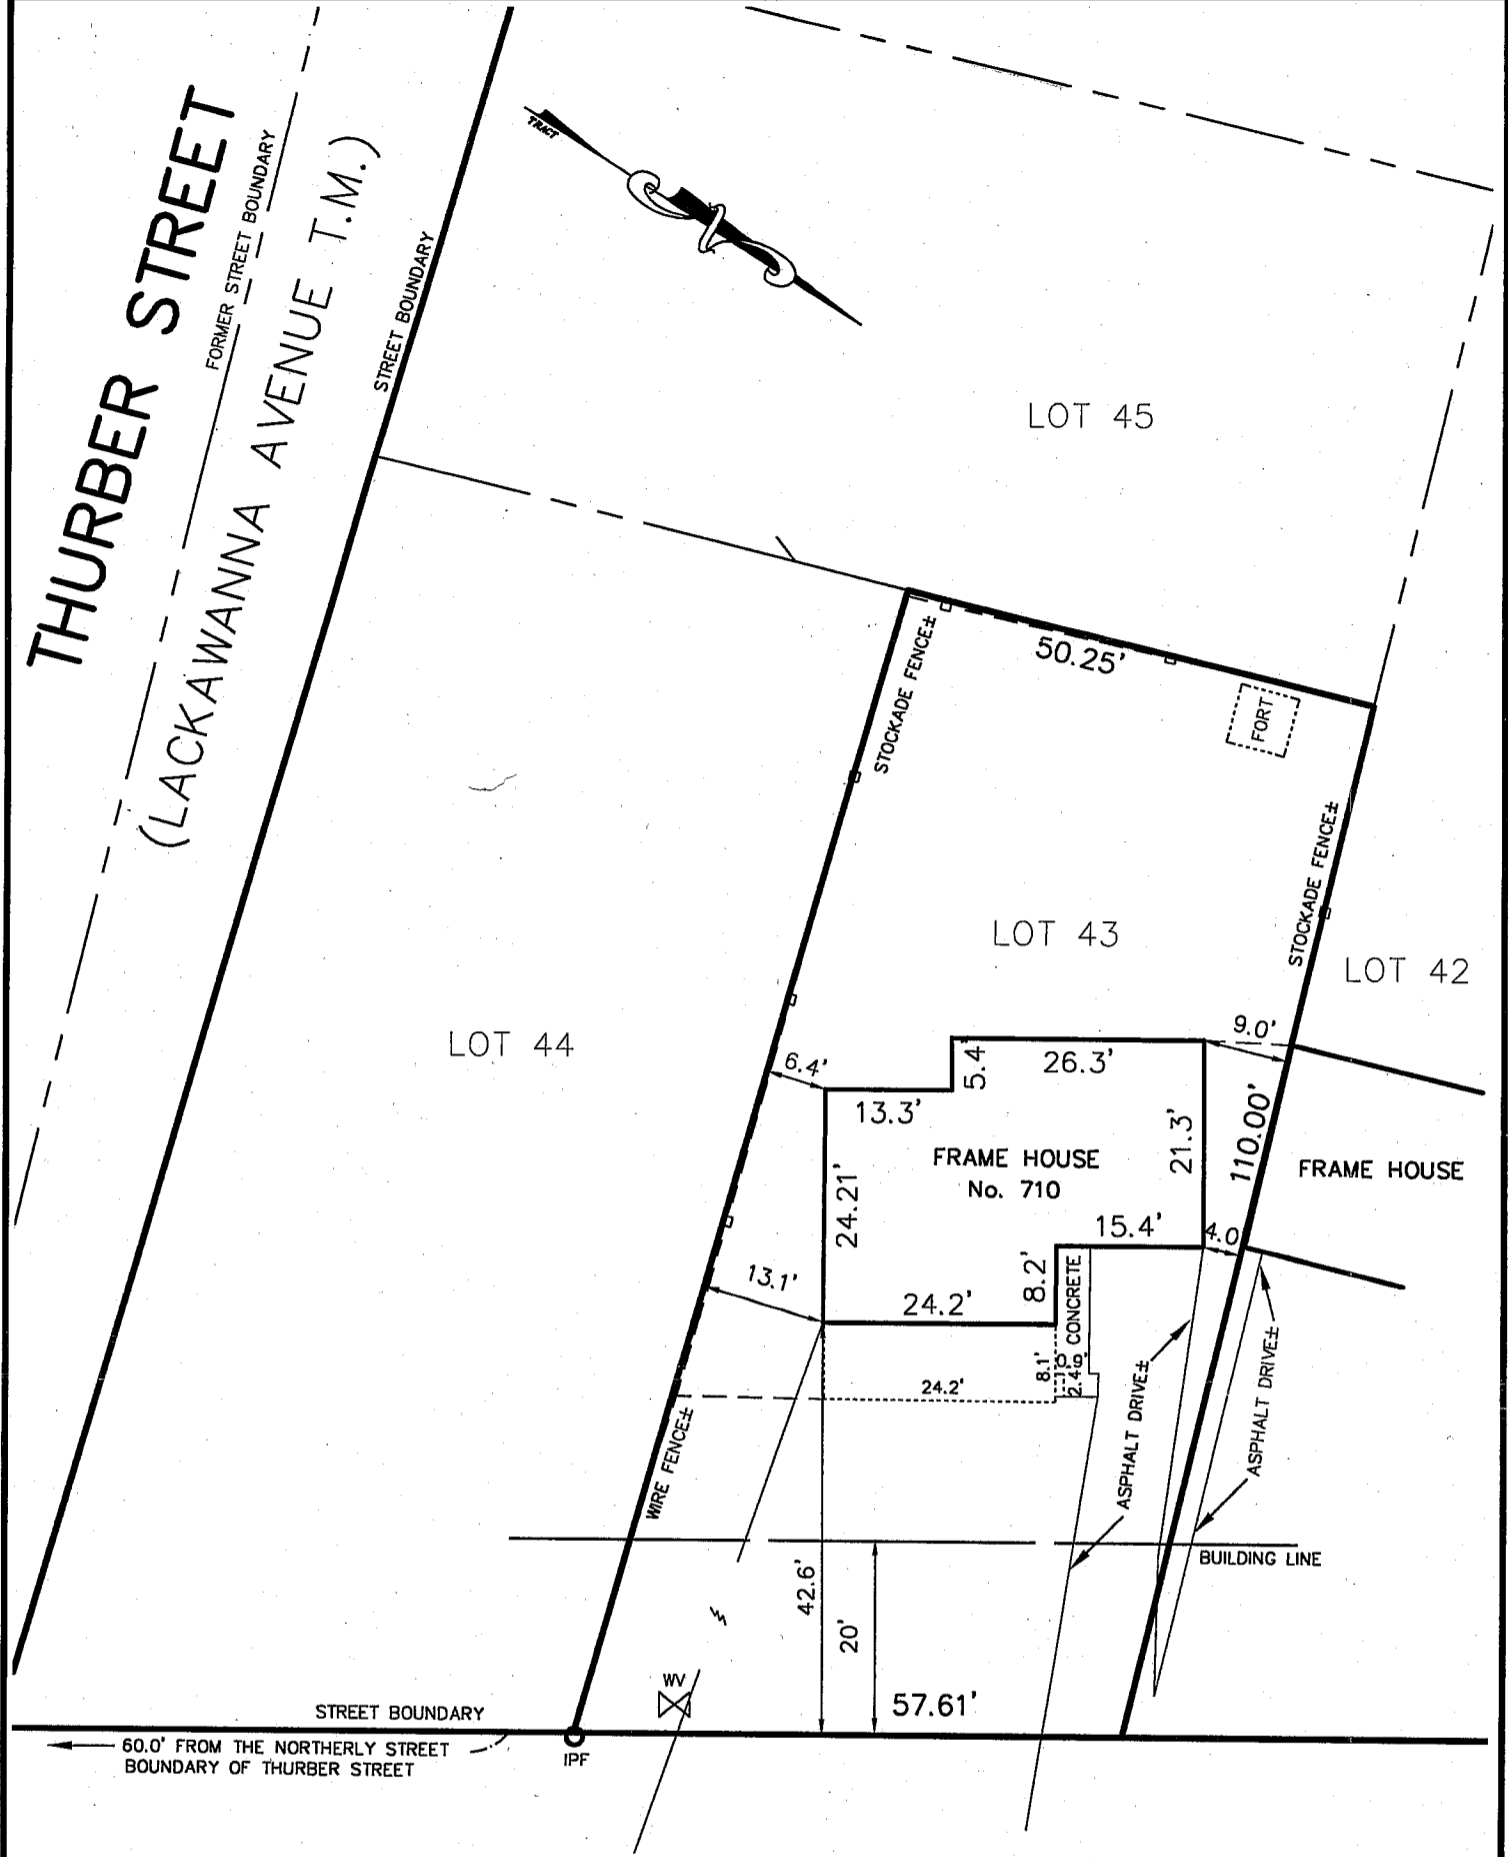 THURBER STREET
FORMER STREET BOUNDARY
(LACKAWANNA AVENUE T.M.)
STREET BOUNDARY
TRACT
LOT 45
50.25'
STOCKADE FENCE±
FORT
STOCKADE FENCE±
LOT 43
LOT 42
LOT 44
9.0'
6.4'
5.4'
26.3'
13.3'
110.00'
21.3'
FRAME HOUSE
No. 710
FRAME HOUSE
24.21'
15.4'
4.0'
8.2'
CONCRETE
13.1'
24.2'
8.1'
2.4'
24.2'
ASPHALT DRIVE±
ASPHALT DRIVE±
WIRE FENCE±
BUILDING LINE
42.6'
20'
WV
57.61'
STREET BOUNDARY
60.0' FROM THE NORTHERLY STREET
BOUNDARY OF THURBER STREET
IPF